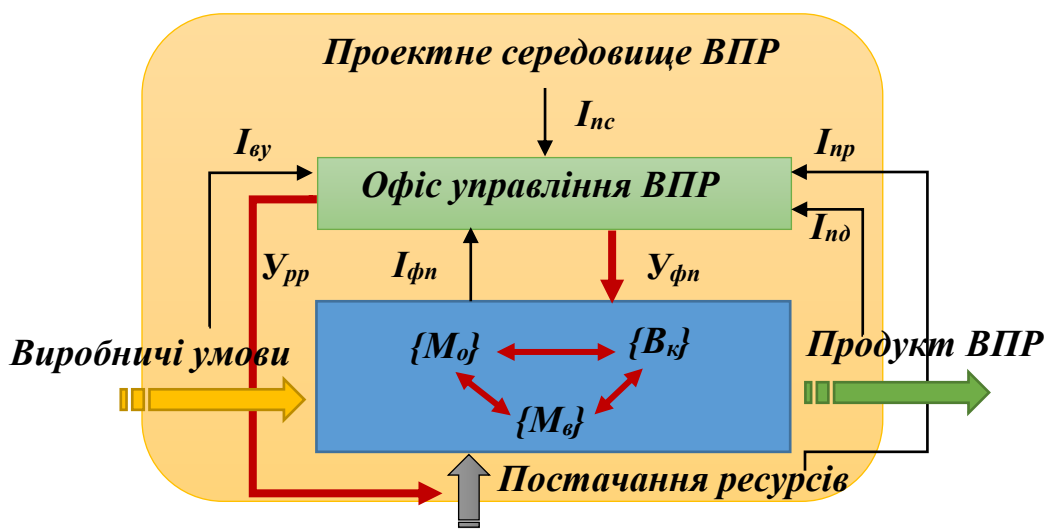 Проектне середовище ВПР
Іпс
Іву
Іпр
Офіс управління ВПР
Іпд
Урр
Іфп
Уфп
Виробничі умови
{Мо}
{Вк}
Продукт ВПР
{Мв}
Постачання ресурсів